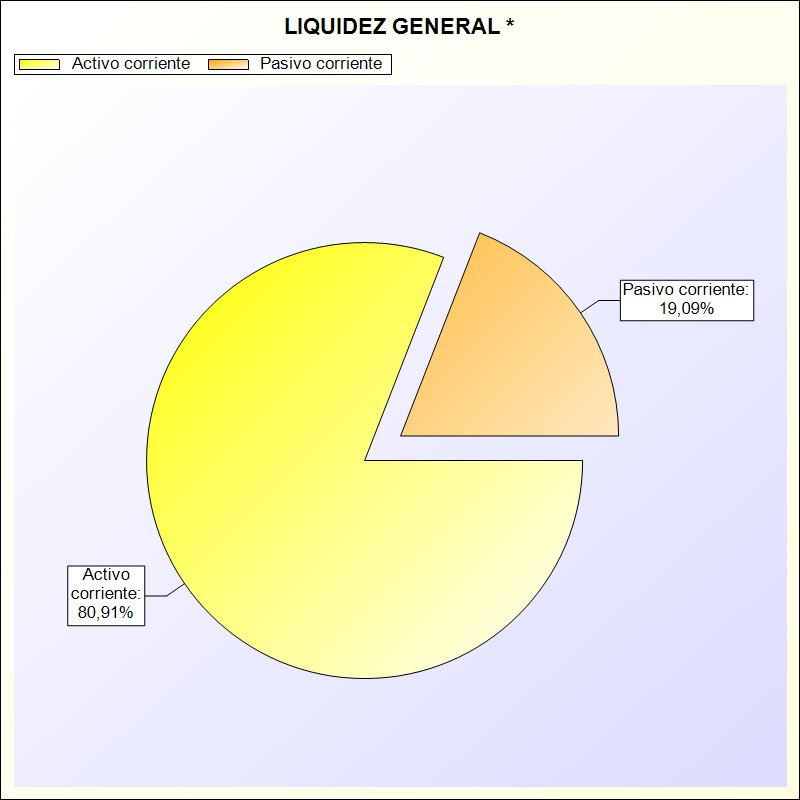 LIQUIDEZ GENERAL *
Activo corriente
Pasivo corriente
Pasivo corriente:
19,09%
Activo
corriente:
80,91%